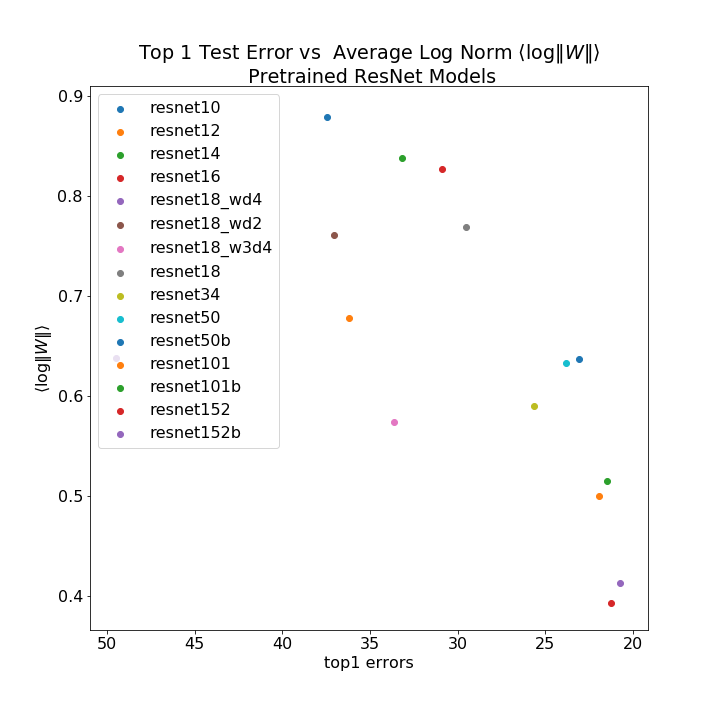 Top 1 Test Error vs  Average Log Norm ⟨log‖W‖⟩
Pretrained ResNet Models
0.9
0.8
0.7
0.6
0.5
0.4
⟨log‖W‖⟩
resnet10
resnet12
resnet14
resnet16
resnet18_wd4
resnet18_wd2
resnet18_w3d4
resnet18
resnet34
resnet50
resnet50b
resnet101
resnet101b
resnet152
resnet152b
50 45 40 35 30 25 20
top1 errors